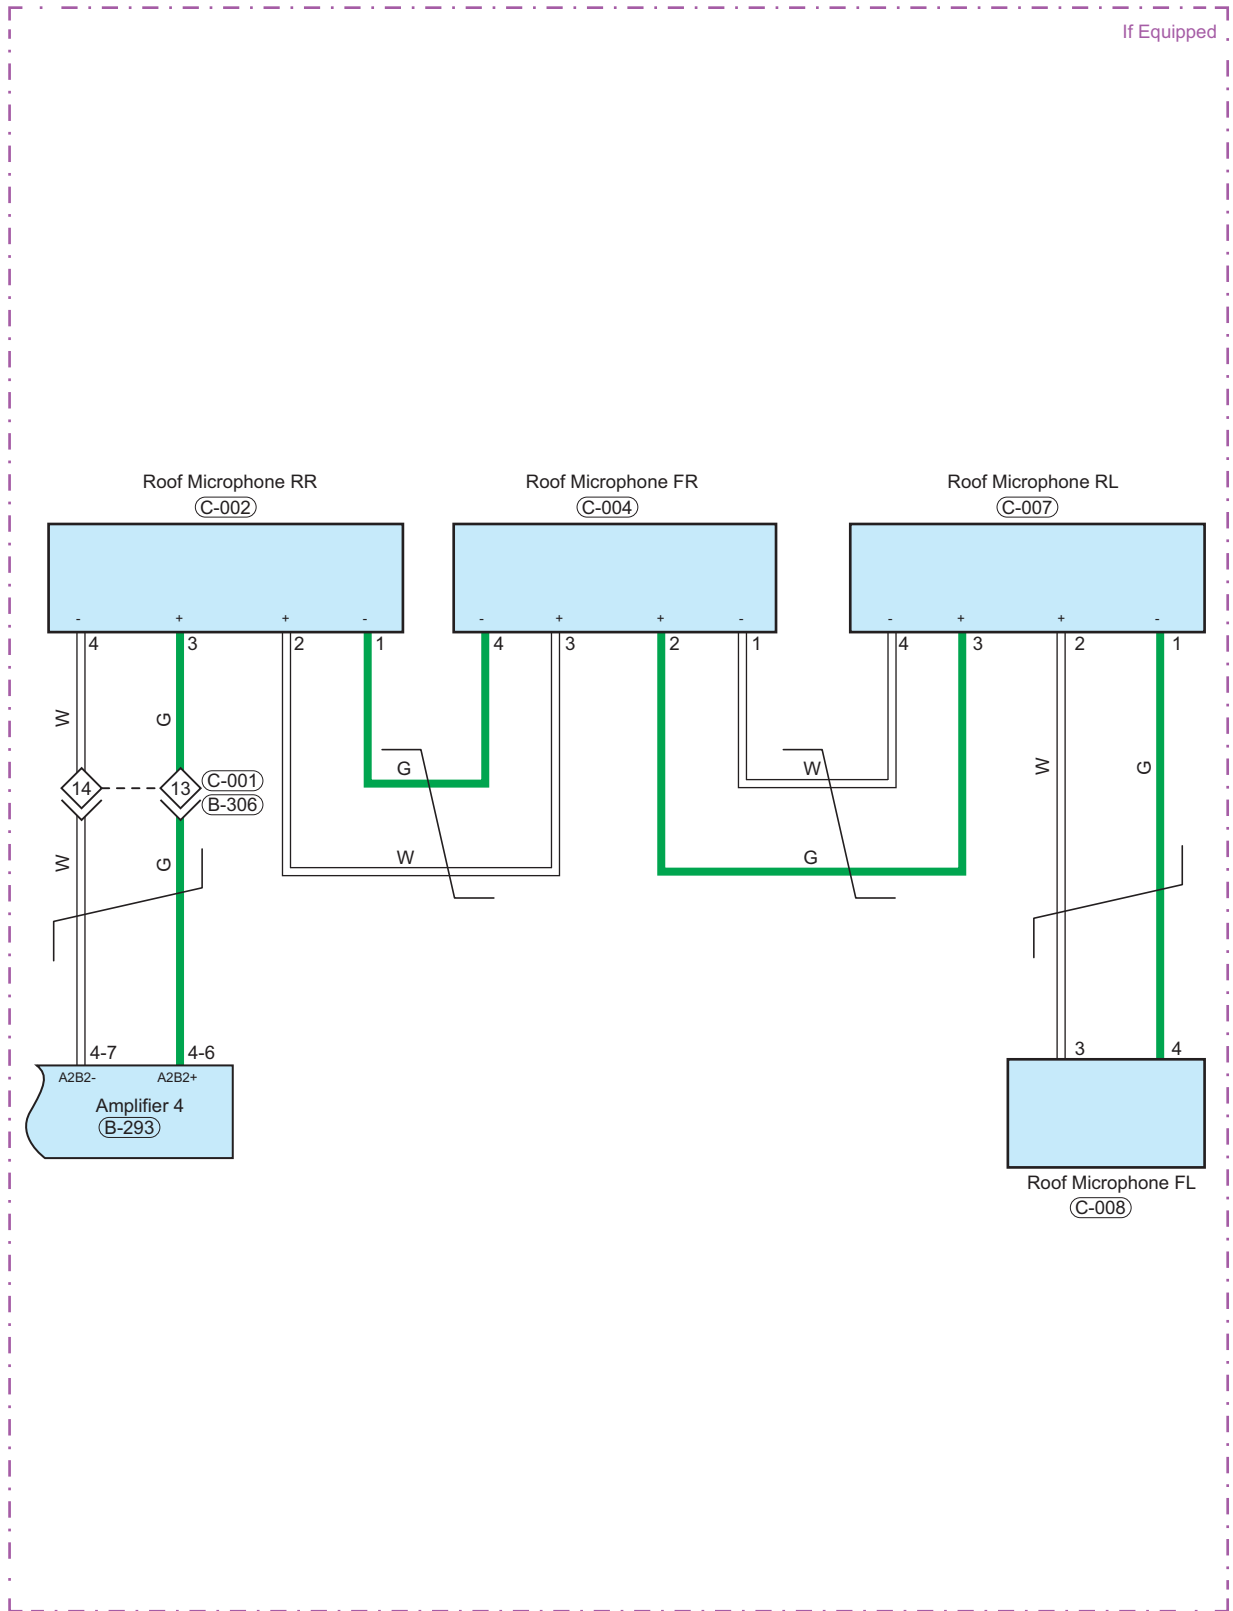 If Equipped
Roof Microphone RR
C-002
Roof Microphone FR
C-004
Roof Microphone RL
C-007
- + + -
- + + -
- + + -
4 3 2 1
4 3 2 1
4 3 2 1
W G
14 13 C-001
B-306
W G
G
W
W
G
W G
4-7 4-6
A2B2- A2B2+
Amplifier 4
B-293
3 4
Roof Microphone FL
C-008